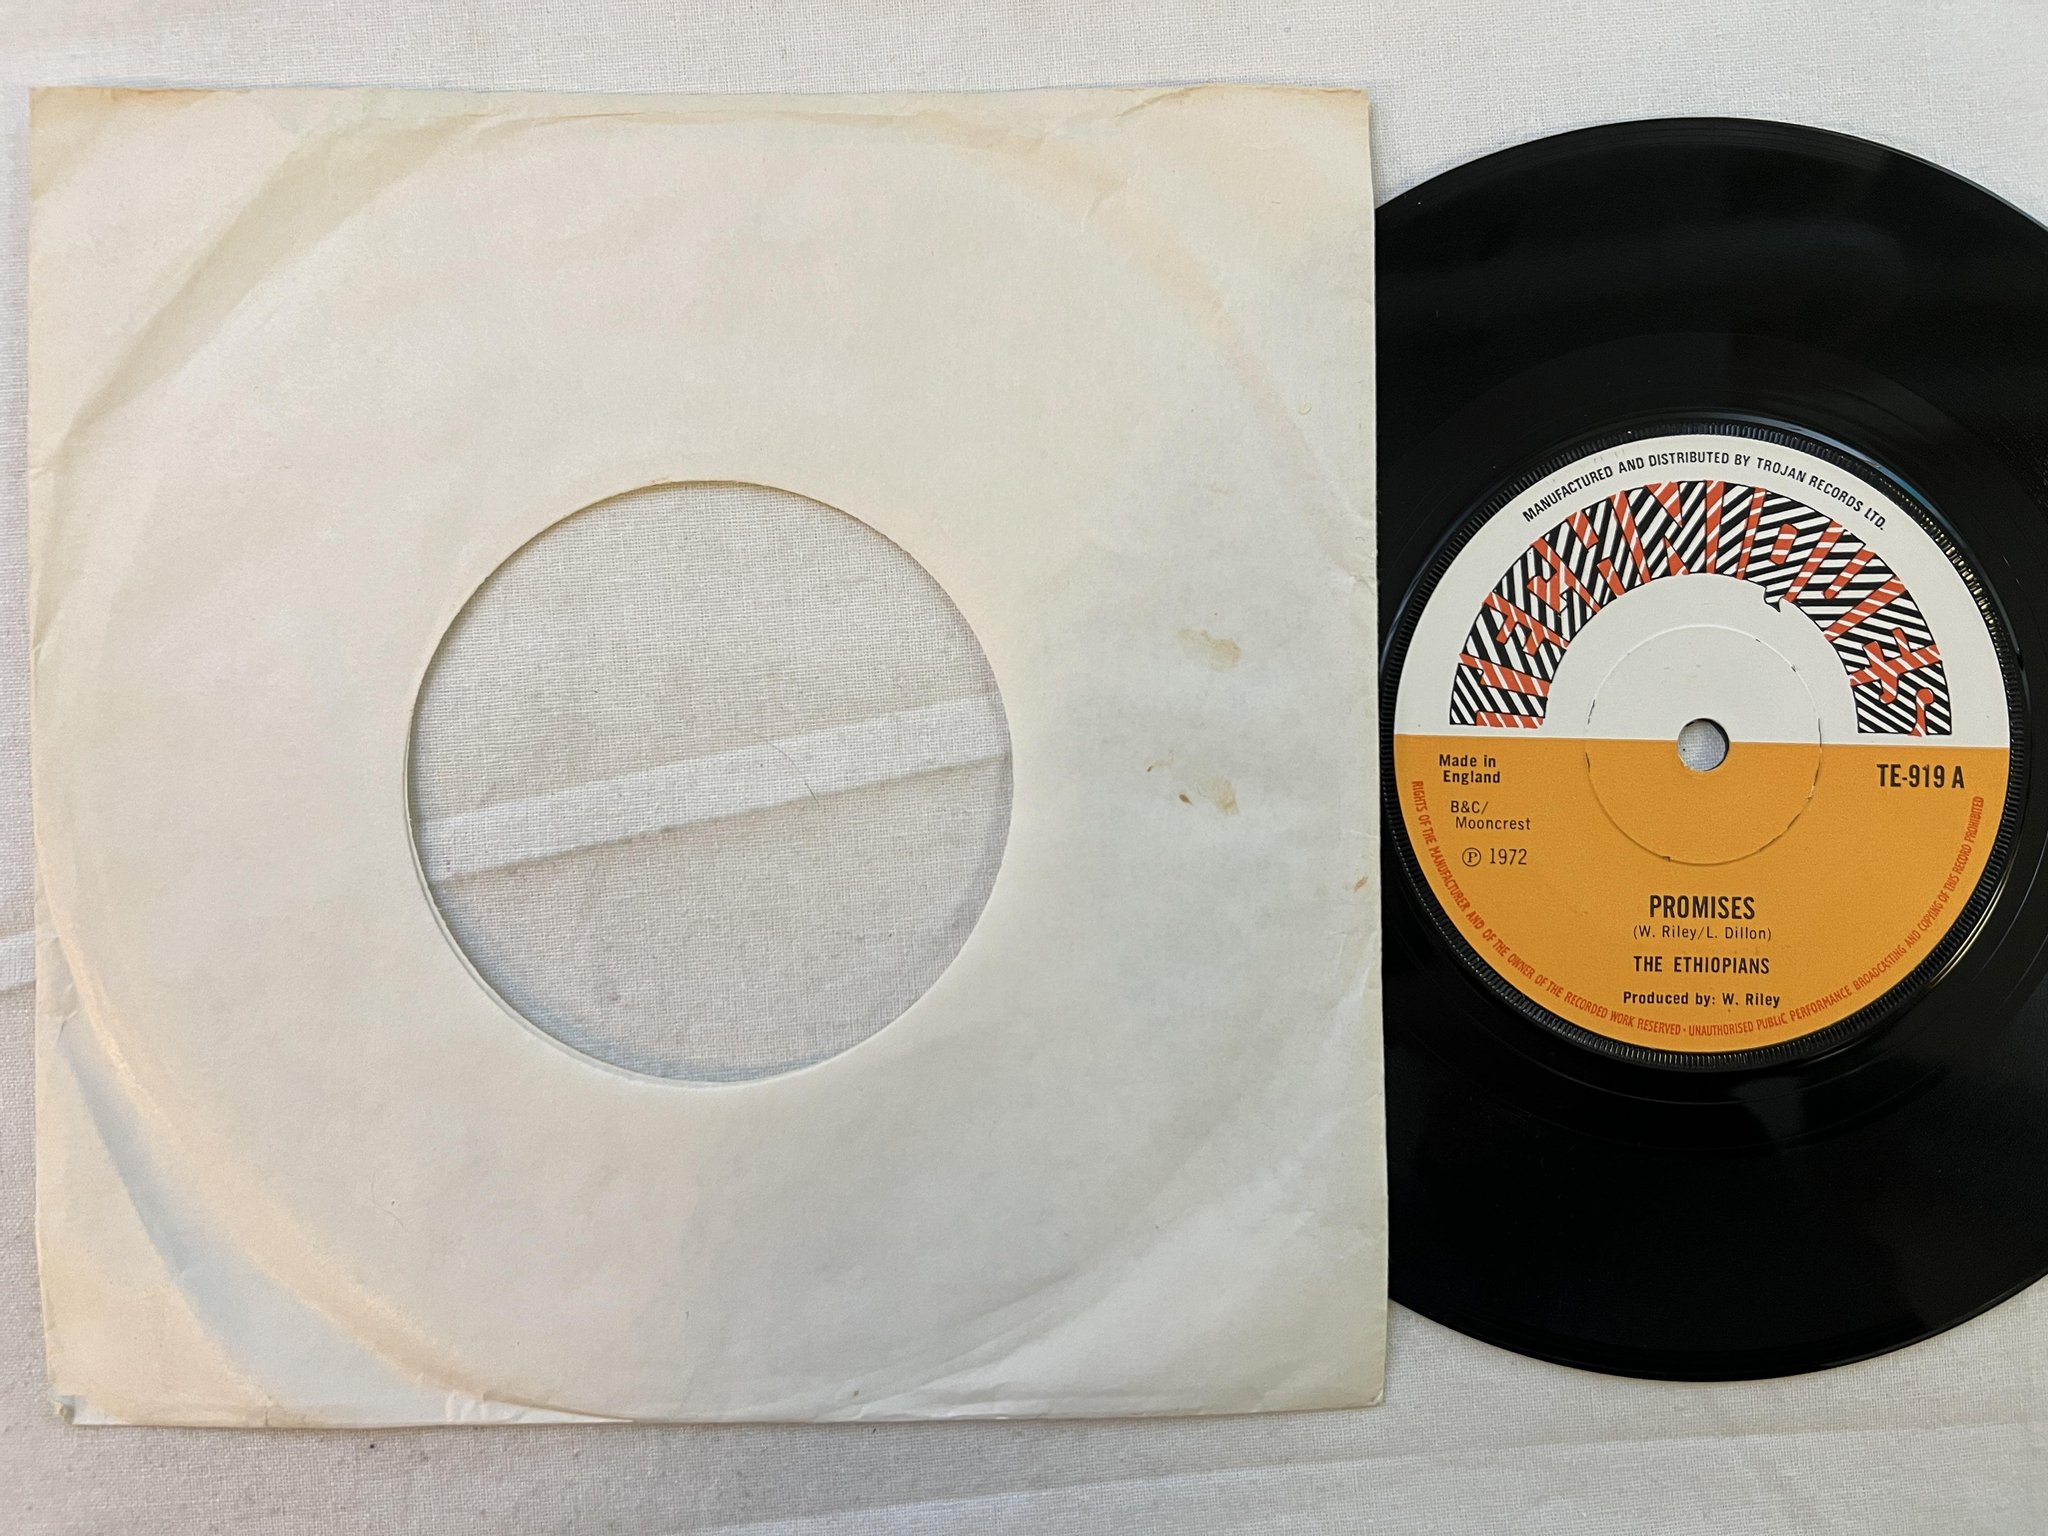 MANUFACTURED AND DISTRIBUTED BY TROJAN RECORDS LTD.
TECHNIQUES
Made in
England
TE-919 A
B&C/
Mooncrest
℗ 1972
PROMISES
(W. Riley/L. Dillon)
THE ETHIOPIANS
Produced by: W. Riley
RIGHTS OF THE MANUFACTURER AND OF THE OWNER OF THE RECORDED WORK RESERVED · UNAUTHORISED PUBLIC PERFORMANCE BROADCASTING AND COPYING OF THIS RECORD PROHIBITED